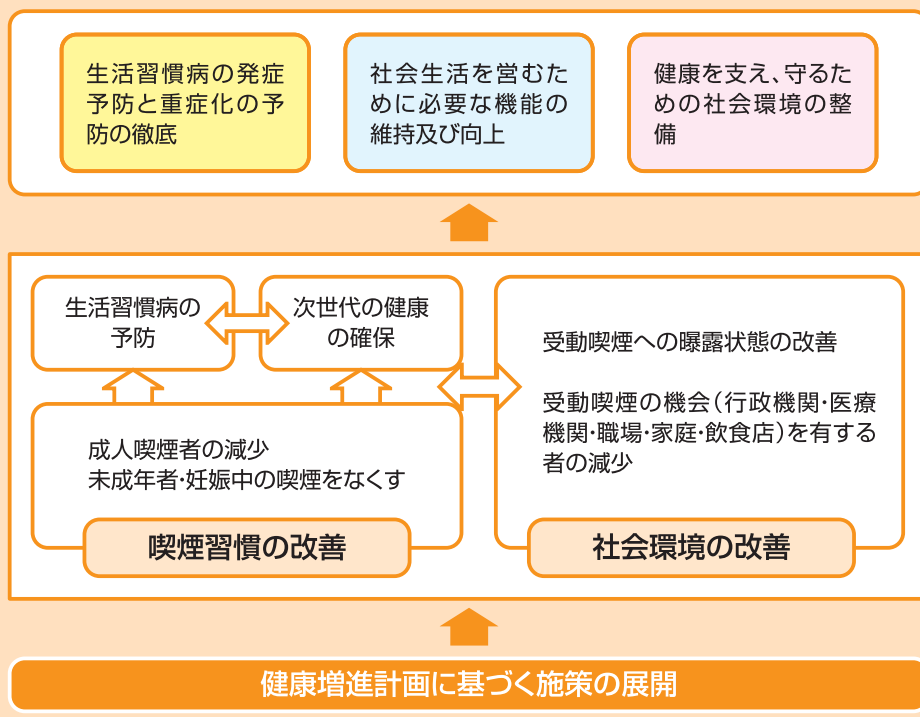 生活習慣病の発症
予防と重症化の予
防の徹底
社会生活を営むた
めに必要な機能の
維持及び向上
健康を支え、守るた
めの社会環境の整
備
生活習慣病の
予防
次世代の健康
の確保
成人喫煙者の減少
未成年者・妊娠中の喫煙をなくす
喫煙習慣の改善
受動喫煙への曝露状態の改善
受動喫煙の機会(行政機関・医療
機関・職場・家庭・飲食店)を有する
者の減少
社会環境の改善
健康増進計画に基づく施策の展開